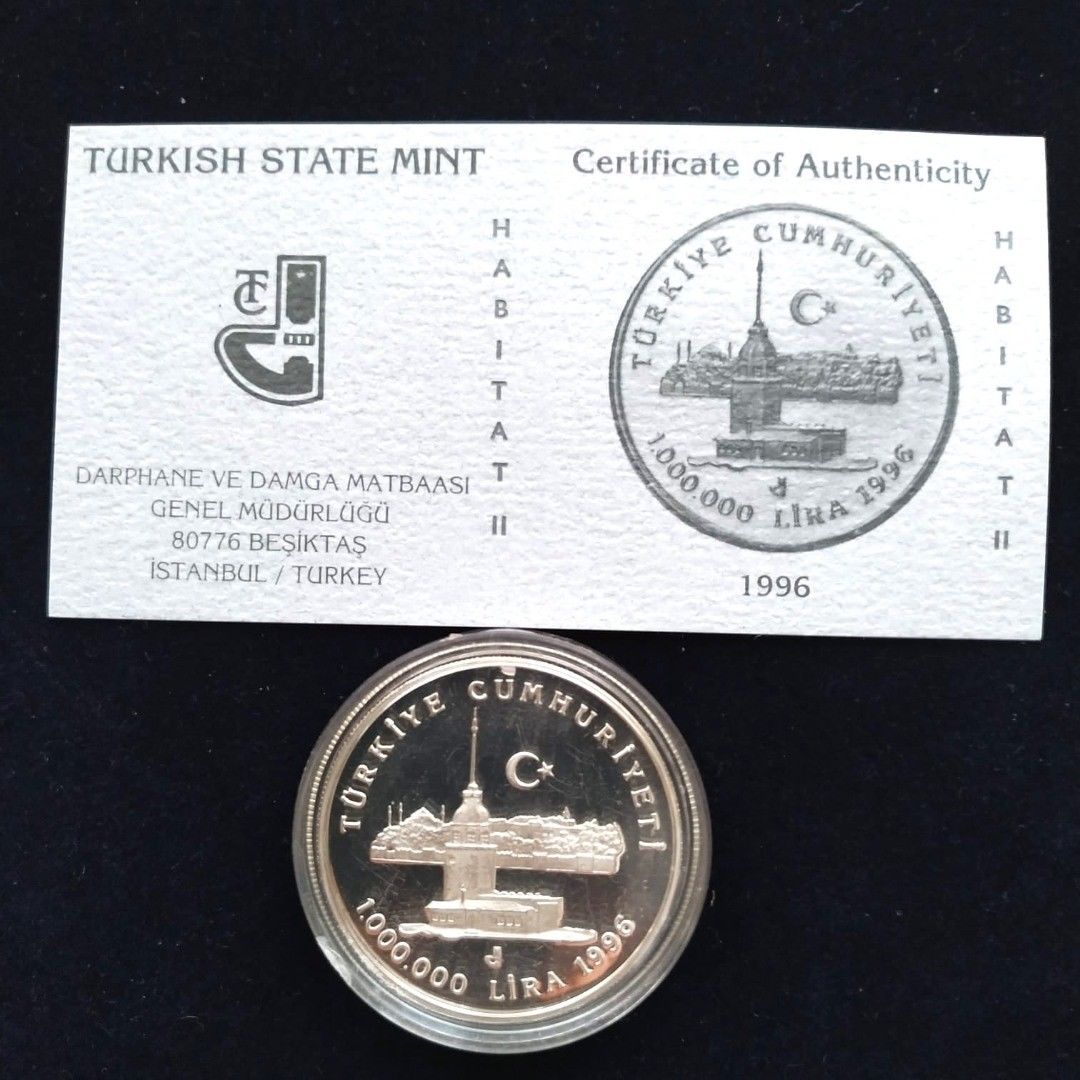 TURKISH STATE MINT
TC
DARPHANE VE DAMGA MATBAASI
GENEL MÜDÜRLÜĞÜ
80776 BEŞİKTAŞ
İSTANBUL / TURKEY
HABITAT II
Certificate of Authenticity
TÜRKİYE CUMHURİYETİ
1.000.000 LİRA 1996
1996
HABITAT II
TÜRKİYE CUMHURİYETİ
1.000.000 LİRA 1996